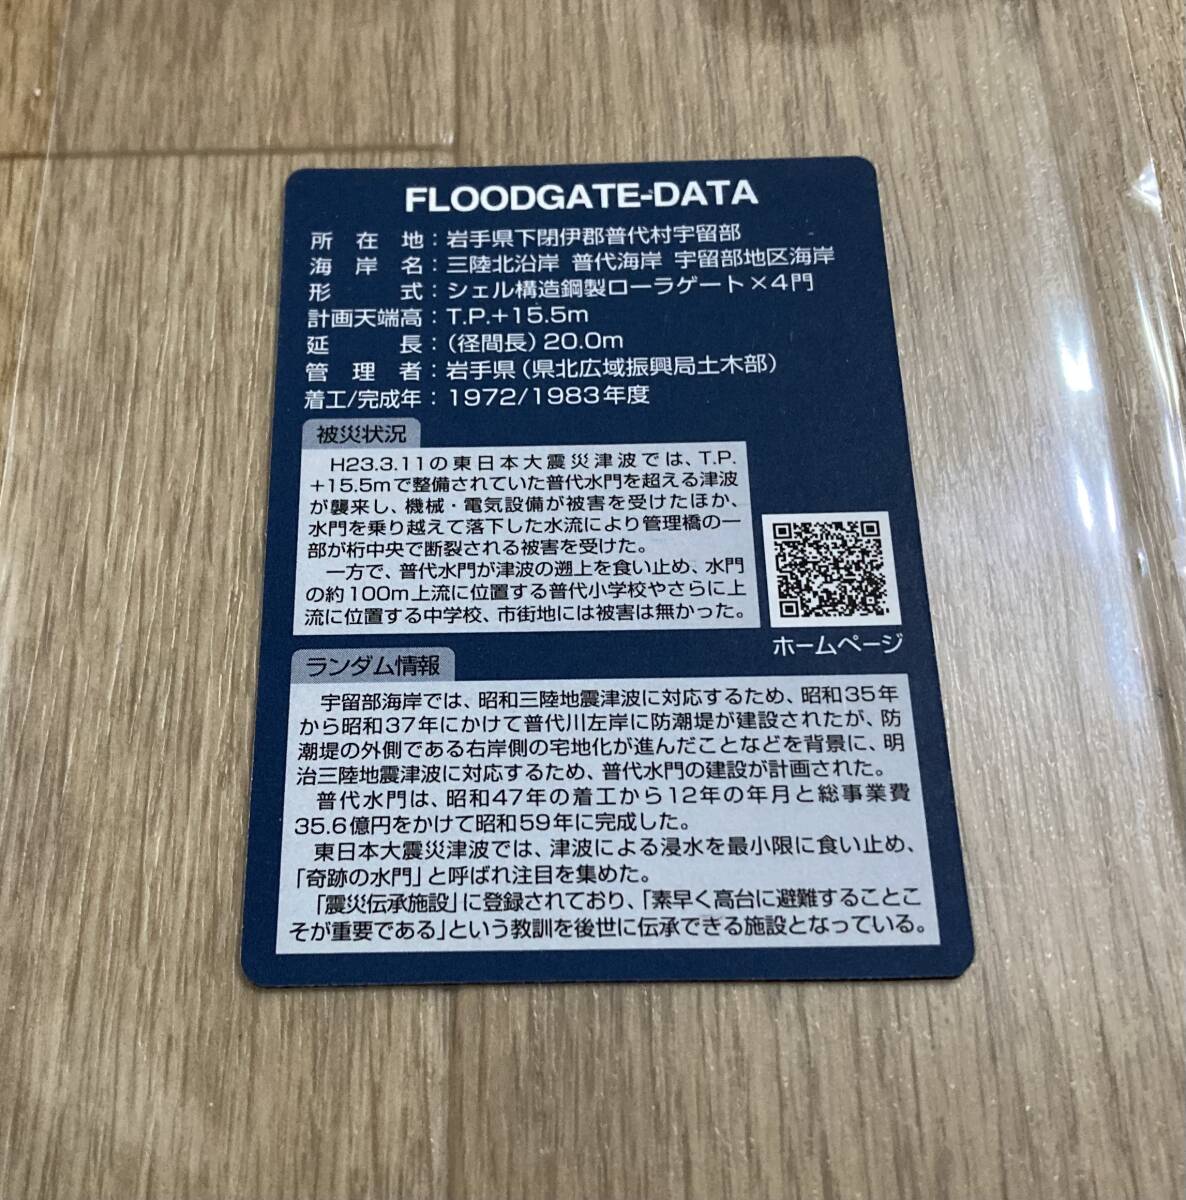 FLOODGATE-DATA
所在地：岩手県下閉伊郡普代村宇留部
海岸名：三陸北沿岸 普代海岸 宇留部地区海岸
形式：シェル構造鋼製ローラゲート×4門
計画天端高：T.P.+15.5m
延長：(径間長)20.0m
管理者：岩手県(県北広域振興局土木部)
着工/完成年：1972/1983年度
被災状況
H23.3.11の東日本大震災津波では、T.P.
+15.5mで整備されていた普代水門を超える津波
が襲来し、機械・電気設備が被害を受けたほか、
水門を乗り越えて落下した水流により管理橋の一
部が桁中央で断裂される被害を受けた。
一方で、普代水門が津波の遡上を食い止め、水門
の約100m上流に位置する普代小学校やさらに上
流に位置する中学校、市街地には被害は無かった。
ホームページ
ランダム情報
宇留部海岸では、昭和三陸地震津波に対応するため、昭和35年
から昭和37年にかけて普代川左岸に防潮堤が建設されたが、防
潮堤の外側である右岸側の宅地化が進んだことなどを背景に、明
治三陸地震津波に対応するため、普代水門の建設が計画された。
普代水門は、昭和47年の着工から12年の年月と総事業費
35.6億円をかけて昭和59年に完成した。
東日本大震災津波では、津波による浸水を最小限に食い止め、
「奇跡の水門」と呼ばれ注目を集めた。
「震災伝承施設」に登録されており、「素早く高台に避難することこ
そが重要である」という教訓を後世に伝承できる施設となっている。